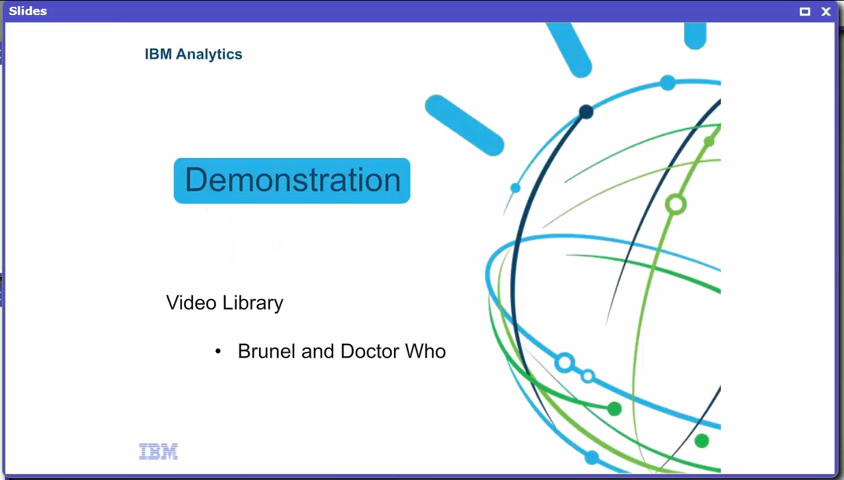 Slides
IBM Analytics
Demonstration
Video Library
• Brunel and Doctor Who
IBM